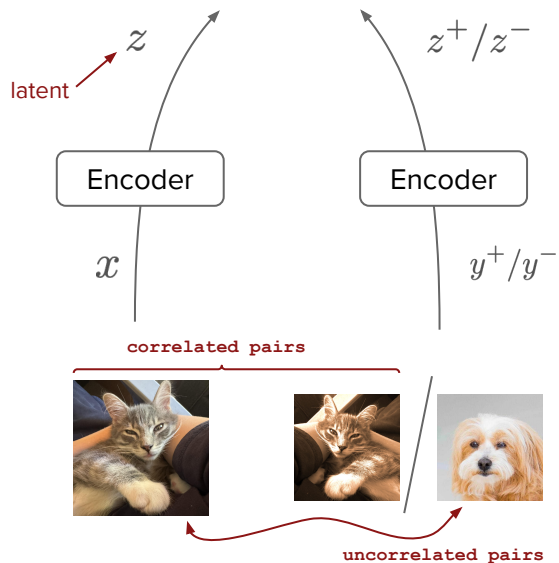 z
z⁺/z⁻
latent
Encoder
Encoder
x
y⁺/y⁻
correlated pairs
uncorrelated pairs